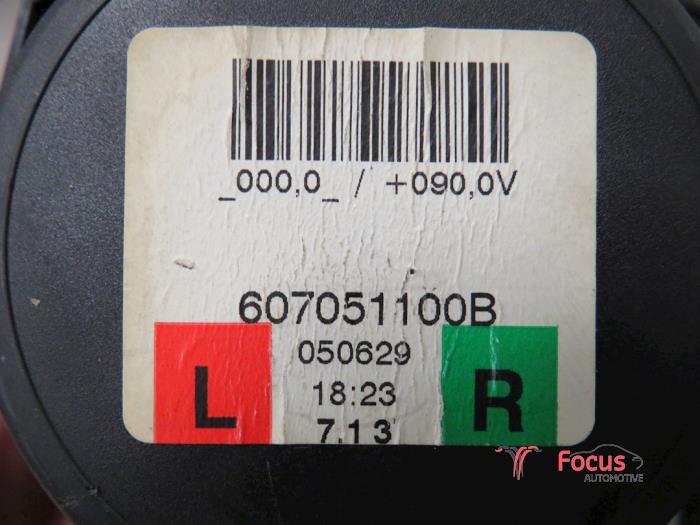 _000,0_ / +090,0V
607051100B
050629
18:23
L R
7.13
Focus
AUTOMOTIVE